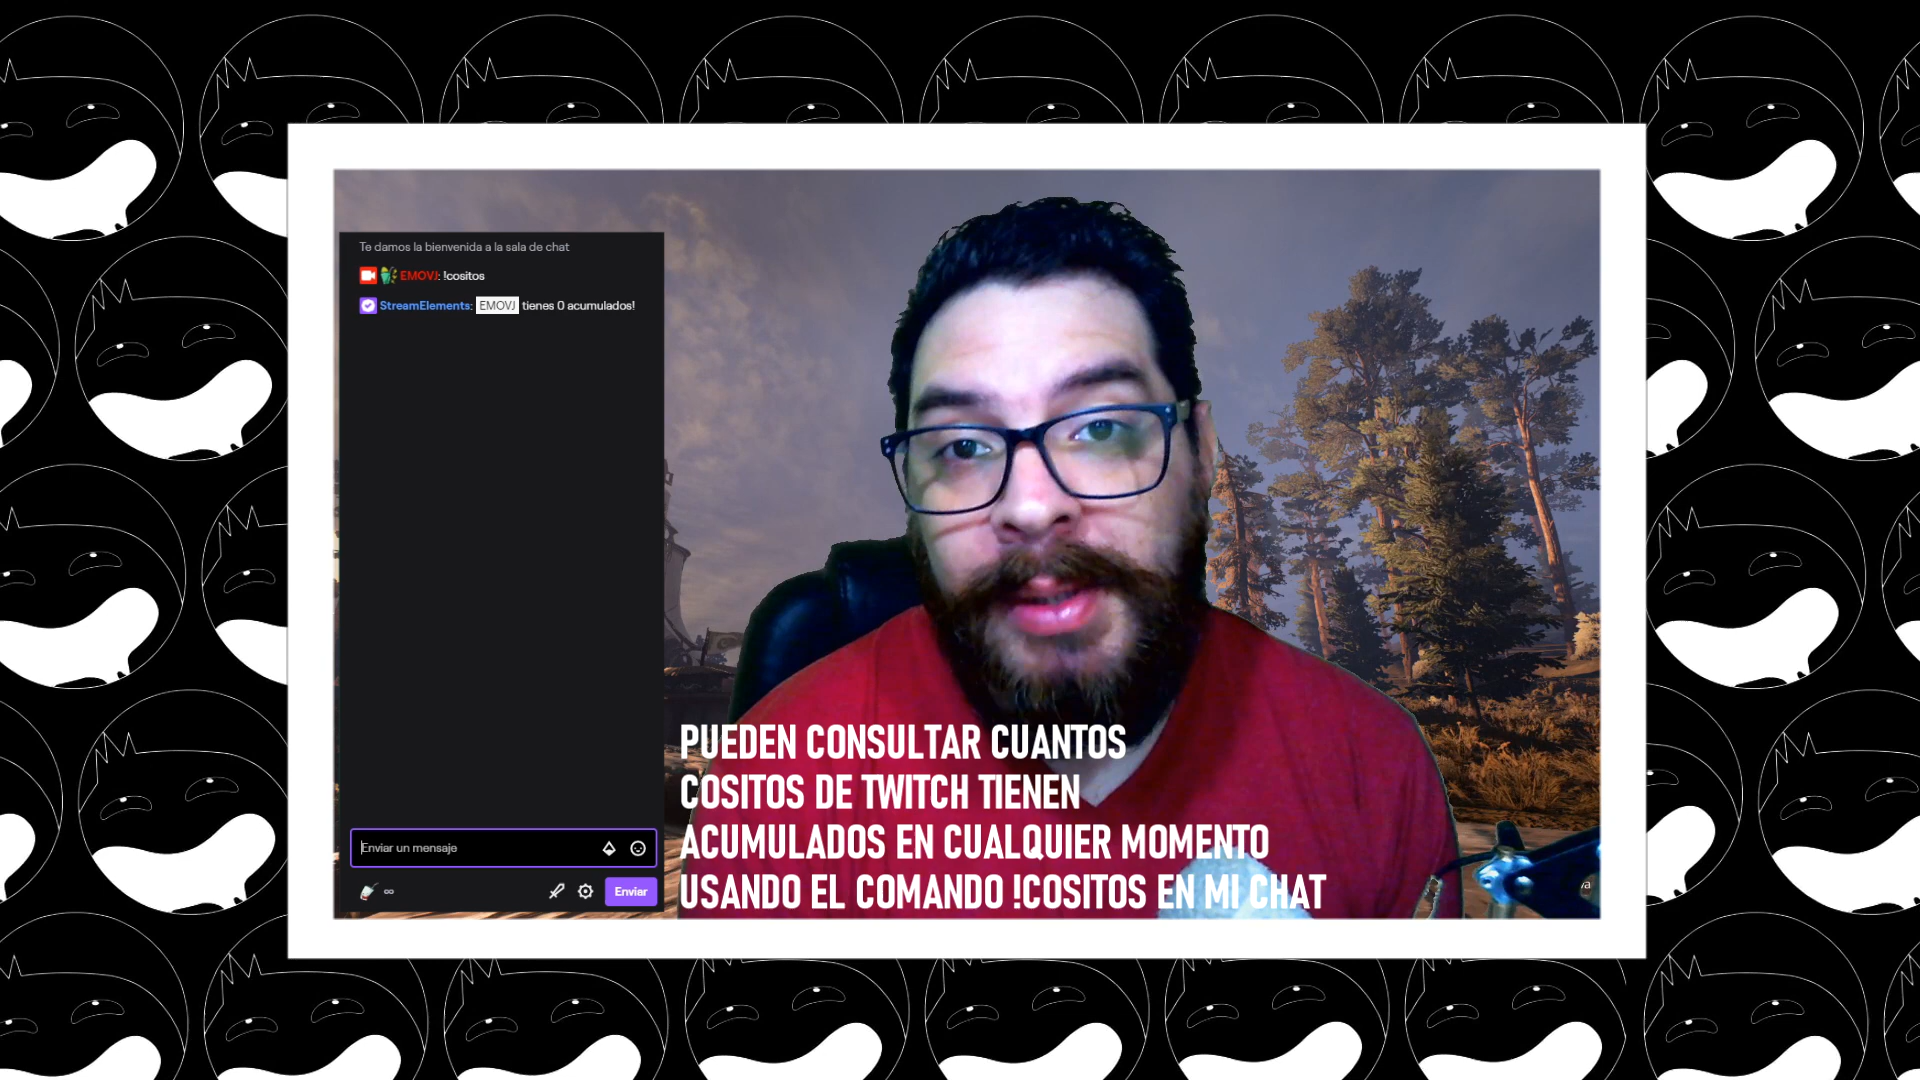 Te damos la bienvenida a la sala de chat
EMOVJ: !cositos
StreamElements: EMOVJ tienes 0 acumulados!
Enviar un mensaje
Enviar
PUEDEN CONSULTAR CUANTOS
COSITOS DE TWITCH TIENEN
ACUMULADOS EN CUALQUIER MOMENTO
USANDO EL COMANDO !COSITOS EN MI CHAT